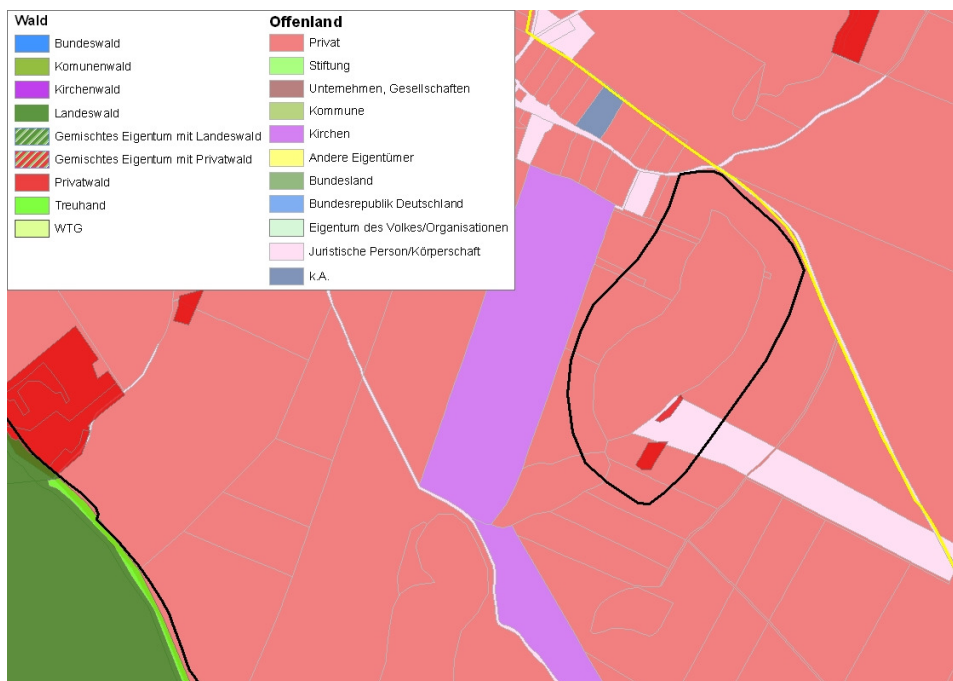 Wald
Bundeswald
Komunenwald
Kirchenwald
Landeswald
Gemischtes Eigentum mit Landeswald
Gemischtes Eigentum mit Privatwald
Privatwald
Treuhand
WTG
Offenland
Privat
Stiftung
Unternehmen, Gesellschaften
Kommune
Kirchen
Andere Eigentümer
Bundesland
Bundesrepublik Deutschland
Eigentum des Volkes/Organisationen
Juristische Person/Körperschaft
k.A.